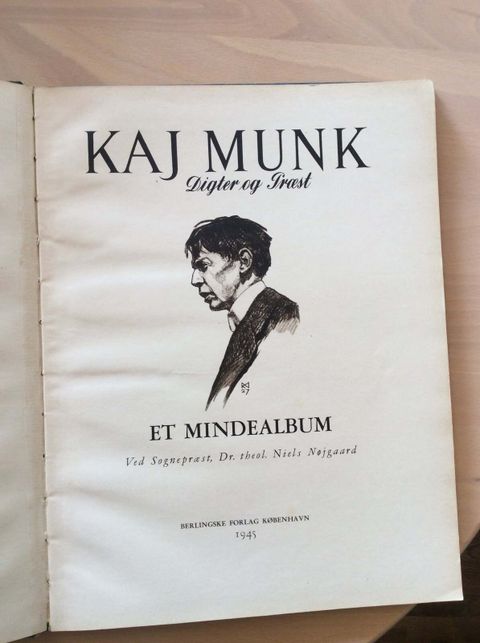 KAJ MUNK
Digter og Præst
ET MINDEALBUM
Ved Sognepræst, Dr. theol. Niels Nøjgaard
BERLINGSKE FORLAG KØBENHAVN
1945